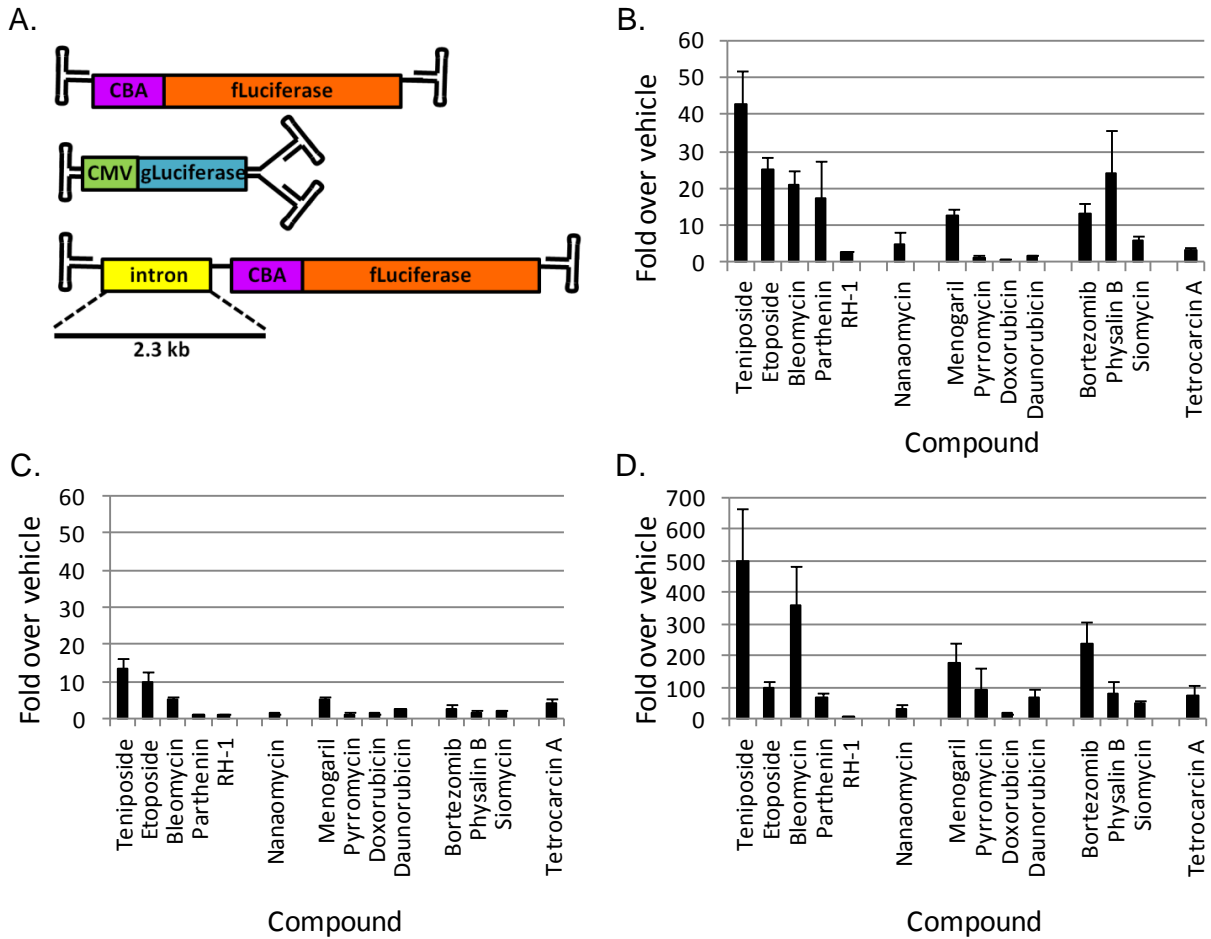 A.
CBA fLuciferase
CMV gLuciferase
intron CBA fLuciferase
2.3 kb
B.
Fold over vehicle
60
50
40
30
20
10
0
Teniposide
Etoposide
Bleomycin
Parthenin
RH-1
Nanaomycin
Menogaril
Pyrromycin
Doxorubicin
Daunorubicin
Bortezomib
Physalin B
Siomycin
Tetrocarcin A
Compound
C.
Fold over vehicle
60
50
40
30
20
10
0
Teniposide
Etoposide
Bleomycin
Parthenin
RH-1
Nanaomycin
Menogaril
Pyrromycin
Doxorubicin
Daunorubicin
Bortezomib
Physalin B
Siomycin
Tetrocarcin A
Compound
D.
Fold over vehicle
700
600
500
400
300
200
100
0
Teniposide
Etoposide
Bleomycin
Parthenin
RH-1
Nanaomycin
Menogaril
Pyrromycin
Doxorubicin
Daunorubicin
Bortezomib
Physalin B
Siomycin
Tetrocarcin A
Compound